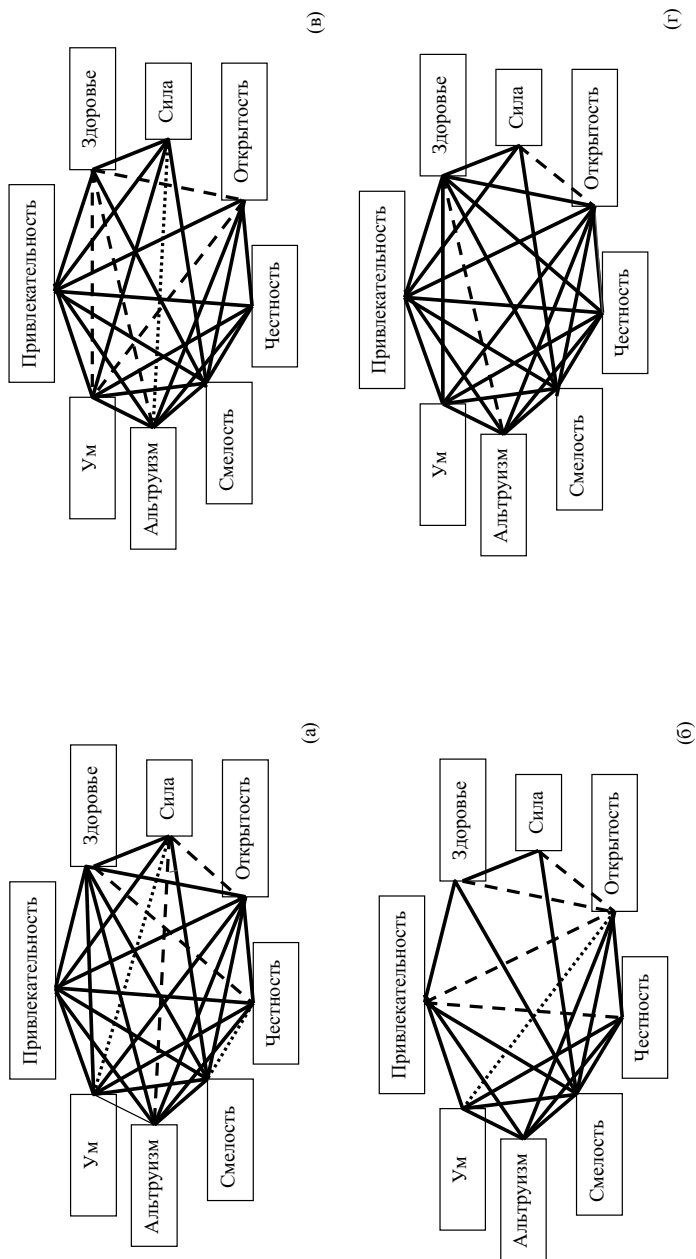 Привлекательность
Ум
Здоровье
Альтруизм
Сила
Смелость
Открытость
Честность
(а)
Привлекательность
Ум
Здоровье
Альтруизм
Сила
Смелость
Открытость
Честность
(б)
Привлекательность
Ум
Здоровье
Альтруизм
Сила
Смелость
Открытость
Честность
(в)
Привлекательность
Ум
Здоровье
Альтруизм
Сила
Смелость
Открытость
Честность
(г)